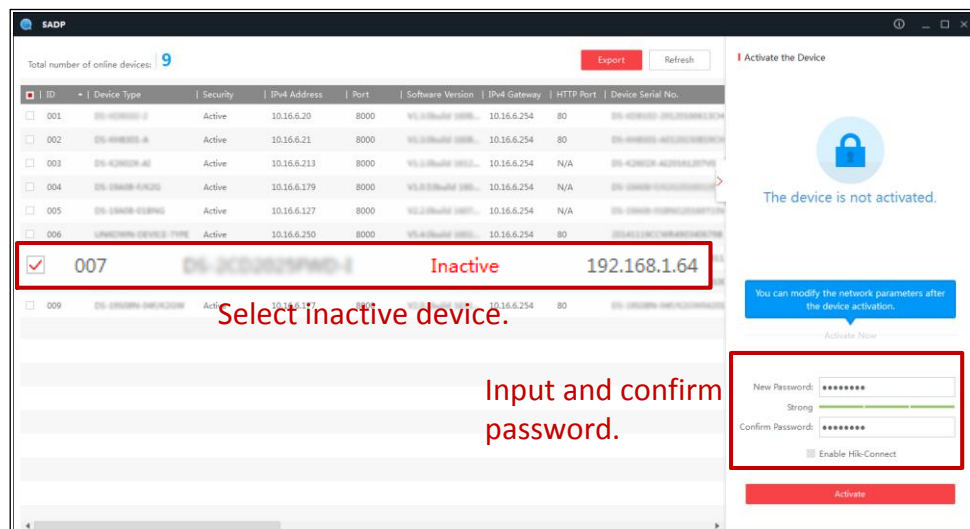 SADP
Total number of online devices: 9
Export
Refresh
ID | Device Type | Security | IPv4 Address | Port | Software Version | IPv4 Gateway | HTTP Port | Device Serial No.
001 Active 10.16.6.20 8000 10.16.6.254 80
002 Active 10.16.6.21 8000 10.16.6.254 80
003 Active 10.16.6.213 8000 10.16.6.254 N/A
004 Active 10.16.6.179 8000 10.16.6.254 N/A
005 Active 10.16.6.127 8000 10.16.6.254 N/A
006 Active 10.16.6.250 8000 10.16.6.254 80
007 Inactive 192.168.1.64
009 10.16.6.254 80
Select inactive device.
Input and confirm
password.
Activate the Device
The device is not activated.
You can modify the network parameters after
the device activation.
Activate Now
New Password: ••••••••
Strong
Confirm Password: ••••••••
Enable Hik-Connect
Activate